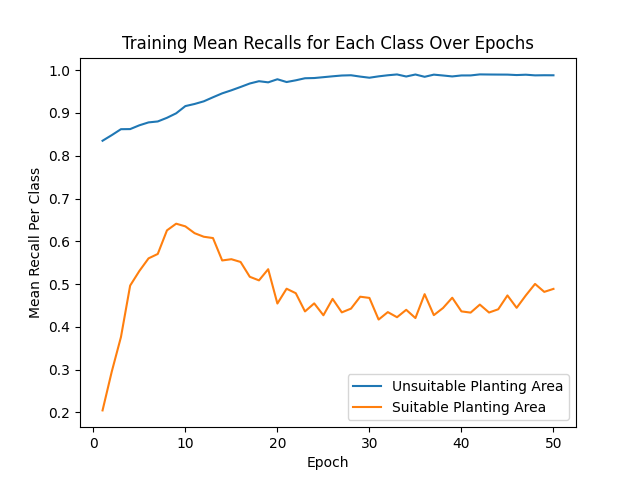 Training Mean Recalls for Each Class Over Epochs
Mean Recall Per Class
1.0
0.9
0.8
0.7
0.6
0.5
0.4
0.3
0.2
Unsuitable Planting Area
Suitable Planting Area
0 10 20 30 40 50
Epoch